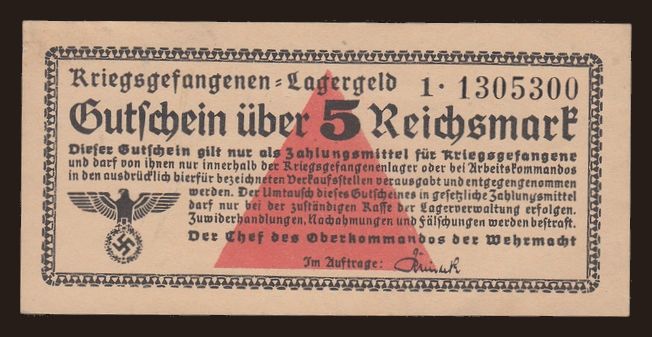 Kriegsgefangenen-Lagergeld
1 · 1305300
Gutschein über 5 Reichsmark
Dieser Gutschein gilt nur als Zahlungsmittel für Kriegsgefangene
und darf von ihnen nur innerhalb der Kriegsgefangenenlager oder bei Arbeitskommandos
in den ausdrücklich hierfür bezeichneten Verkaufsstellen verausgabt und entgegengenommen
werden. Der Umtausch dieses Gutscheines in gesetzliche Zahlungsmittel
darf nur bei der zuständigen Kasse der Lagerverwaltung erfolgen.
Zuwiderhandlungen, Nachahmungen und Fälschungen werden bestraft.
Der Chef des Oberkommandos der Wehrmacht
Im Auftrage: